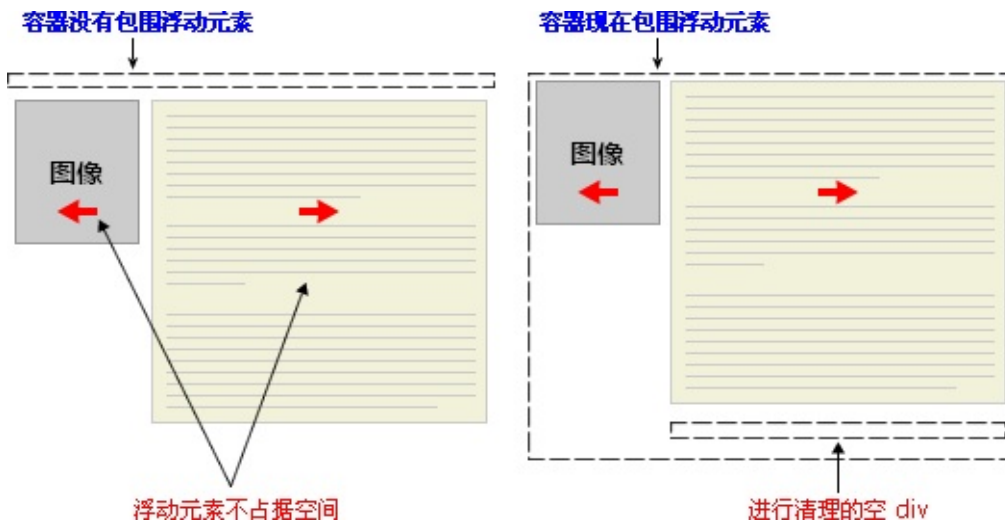 容器没有包围浮动元素
容器现在包围浮动元素
图像
图像
浮动元素不占据空间
进行清理的空 div